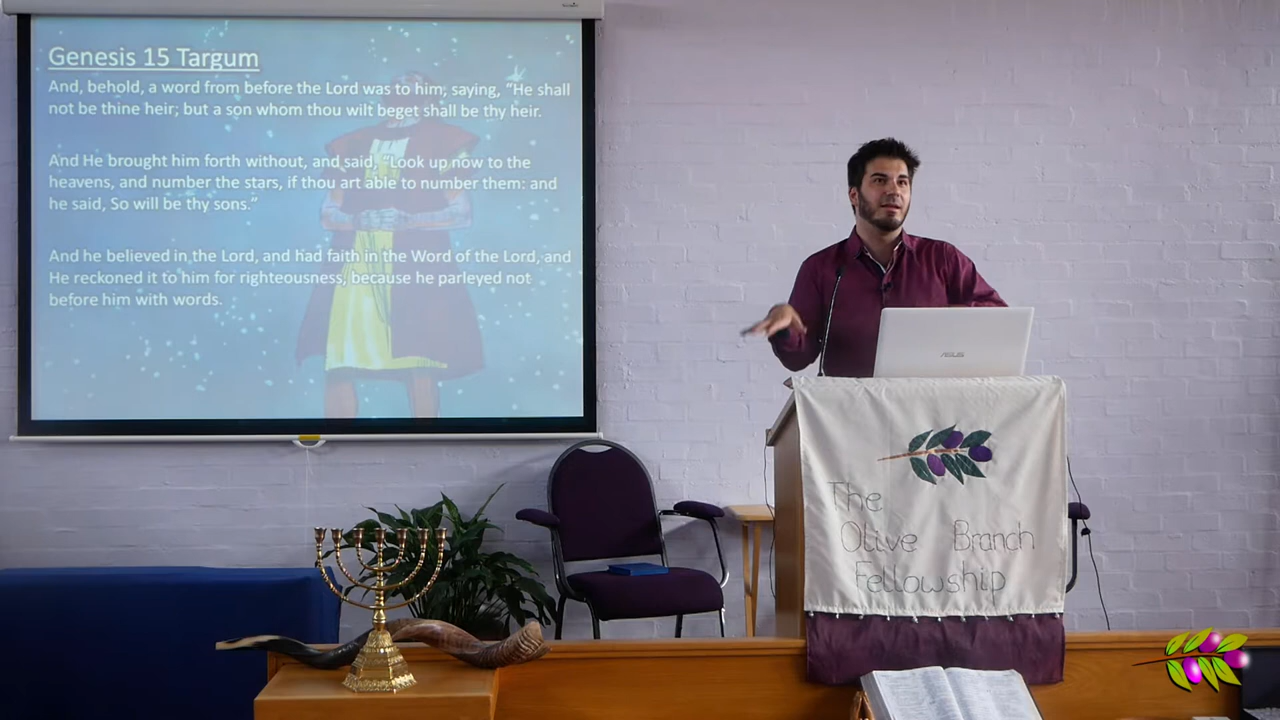 Genesis 15 Targum
And, behold, a word from before the Lord was to him, saying, “He shall
not be thine heir; but a son whom thou wilt beget shall be thy heir.
And He brought him forth without, and said, “Look up now to the
heavens, and number the stars, if thou art able to number them: and
he said, So will be thy sons.”
And he believed in the Lord, and had faith in the Word of the Lord, and
He reckoned it to him for righteousness, because he parleyed not
before him with words.
ASUS
The
Olive Branch
Fellowship